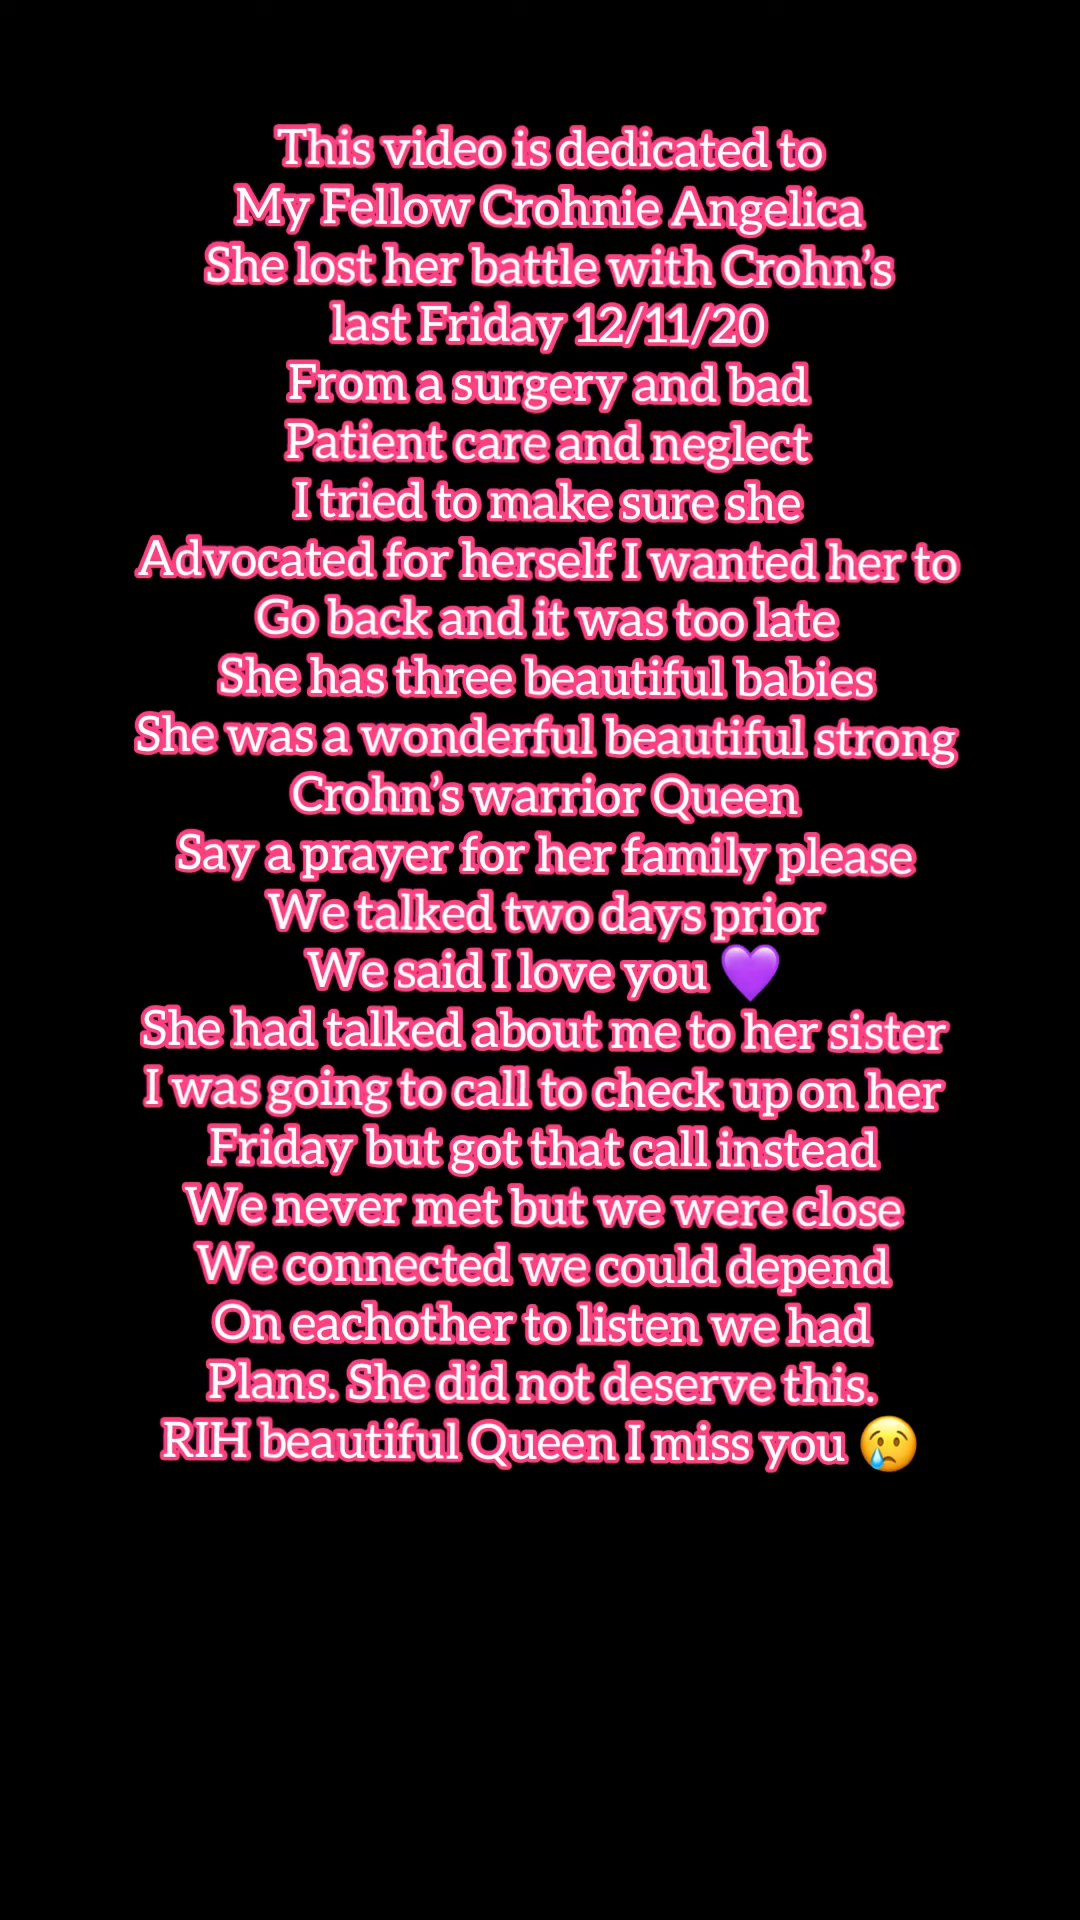 This video is dedicated to
My Fellow Crohnie Angelica
She lost her battle with Crohn’s
last Friday 12/11/20
From a surgery and bad
Patient care and neglect
I tried to make sure she
Advocated for herself I wanted her to
Go back and it was too late
She has three beautiful babies
She was a wonderful beautiful strong
Crohn’s warrior Queen
Say a prayer for her family please
We talked two days prior
We said I love you 💜
She had talked about me to her sister
I was going to call to check up on her
Friday but got that call instead
We never met but we were close
We connected we could depend
On eachother to listen we had
Plans. She did not deserve this.
RIH beautiful Queen I miss you 😢